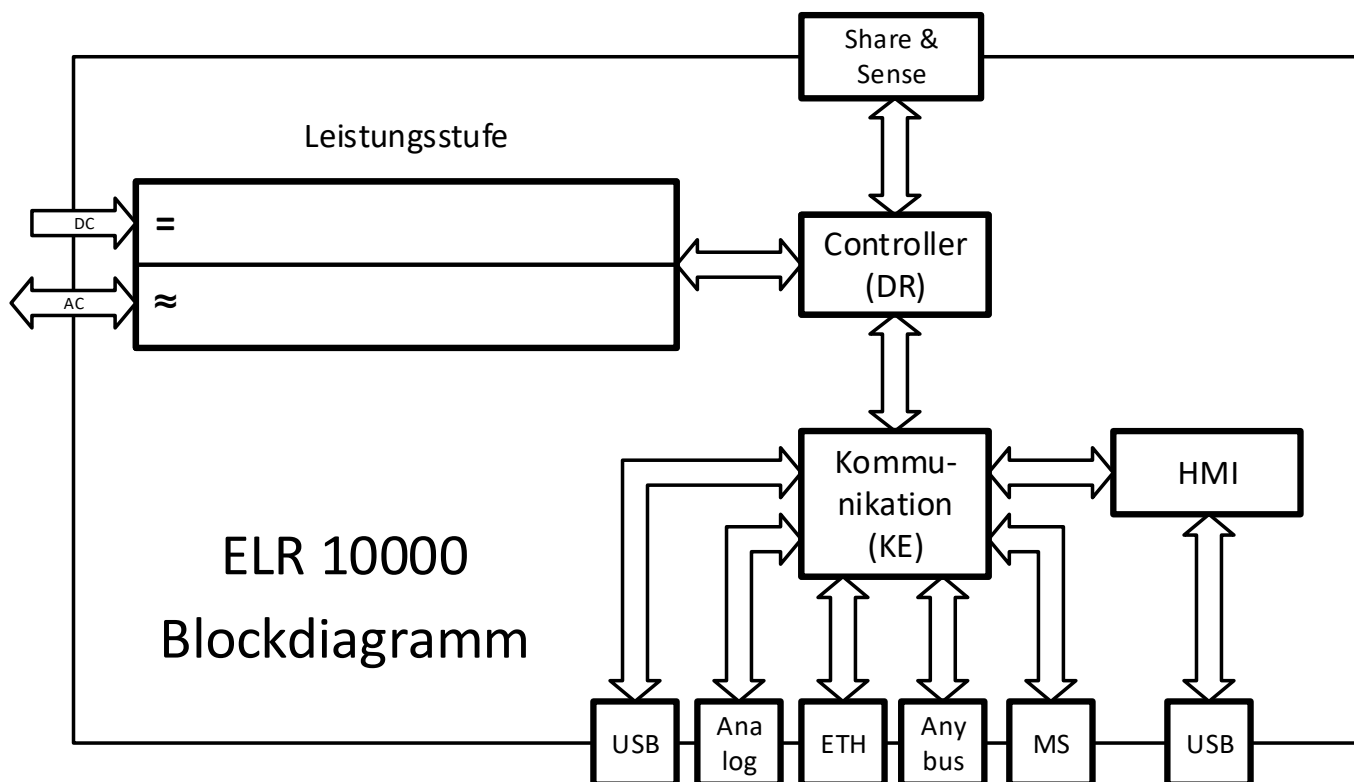 Share &
Sense
Leistungsstufe
DC
=
AC
≈
Controller
(DR)
Kommu-
nikation
(KE)
HMI
ELR 10000
Blockdiagramm
USB
Ana
log
ETH
Any
bus
MS
USB